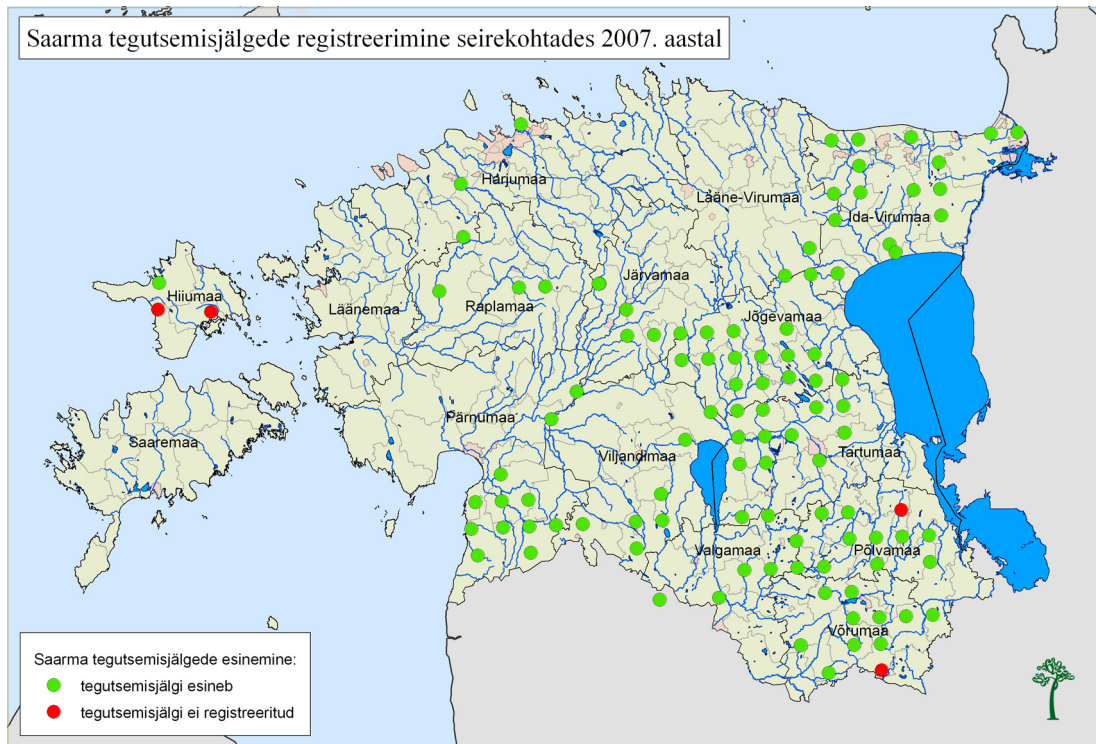 Saarma tegutsemisjälgede registreerimine seirekohtades 2007. aastal
Harjumaa
Lääne-Virumaa
Ida-Virumaa
Järvamaa
Hiiumaa
Läänemaa
Raplamaa
Jõgevamaa
Pärnumaa
Saaremaa
Viljandimaa
Tartumaa
Valgamaa
Põlvamaa
Võrumaa
Saarma tegutsemisjälgede esinemine:
tegutsemisjälgi esineb
tegutsemisjälgi ei registreeritud